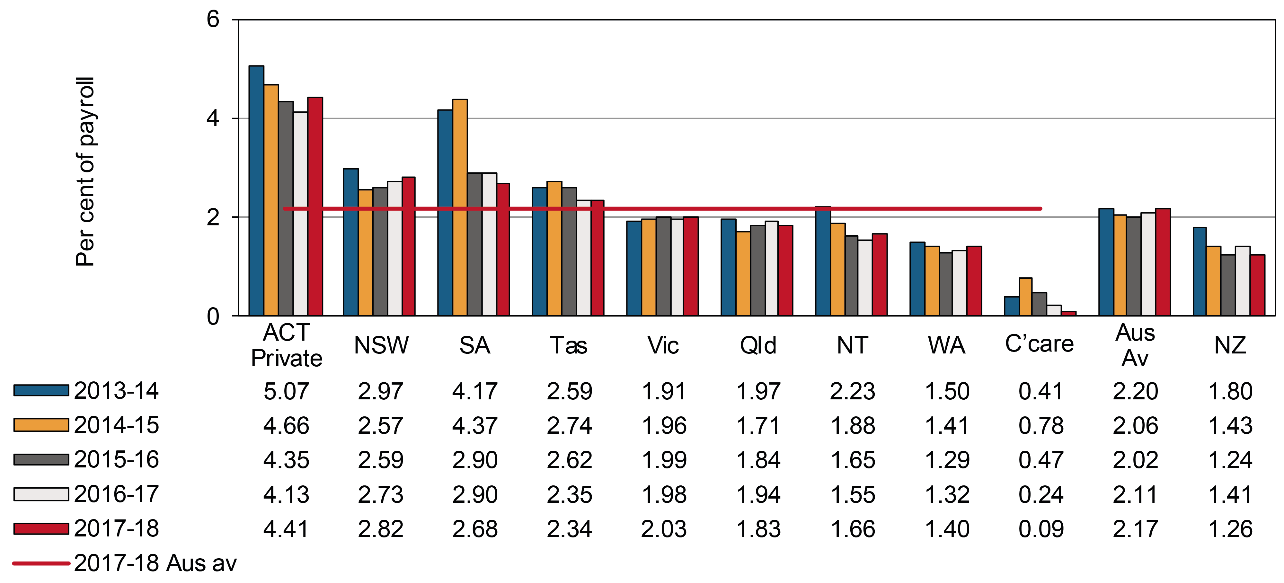 Per cent of payroll
6
4
2
0
ACT Private NSW SA Tas Vic Qld NT WA C’care Aus Av NZ
2013-14 5.07 2.97 4.17 2.59 1.91 1.97 2.23 1.50 0.41 2.20 1.80
2014-15 4.66 2.57 4.37 2.74 1.96 1.71 1.88 1.41 0.78 2.06 1.43
2015-16 4.35 2.59 2.90 2.62 1.99 1.84 1.65 1.29 0.47 2.02 1.24
2016-17 4.13 2.73 2.90 2.35 1.98 1.94 1.55 1.32 0.24 2.11 1.41
2017-18 4.41 2.82 2.68 2.34 2.03 1.83 1.66 1.40 0.09 2.17 1.26
2017-18 Aus av